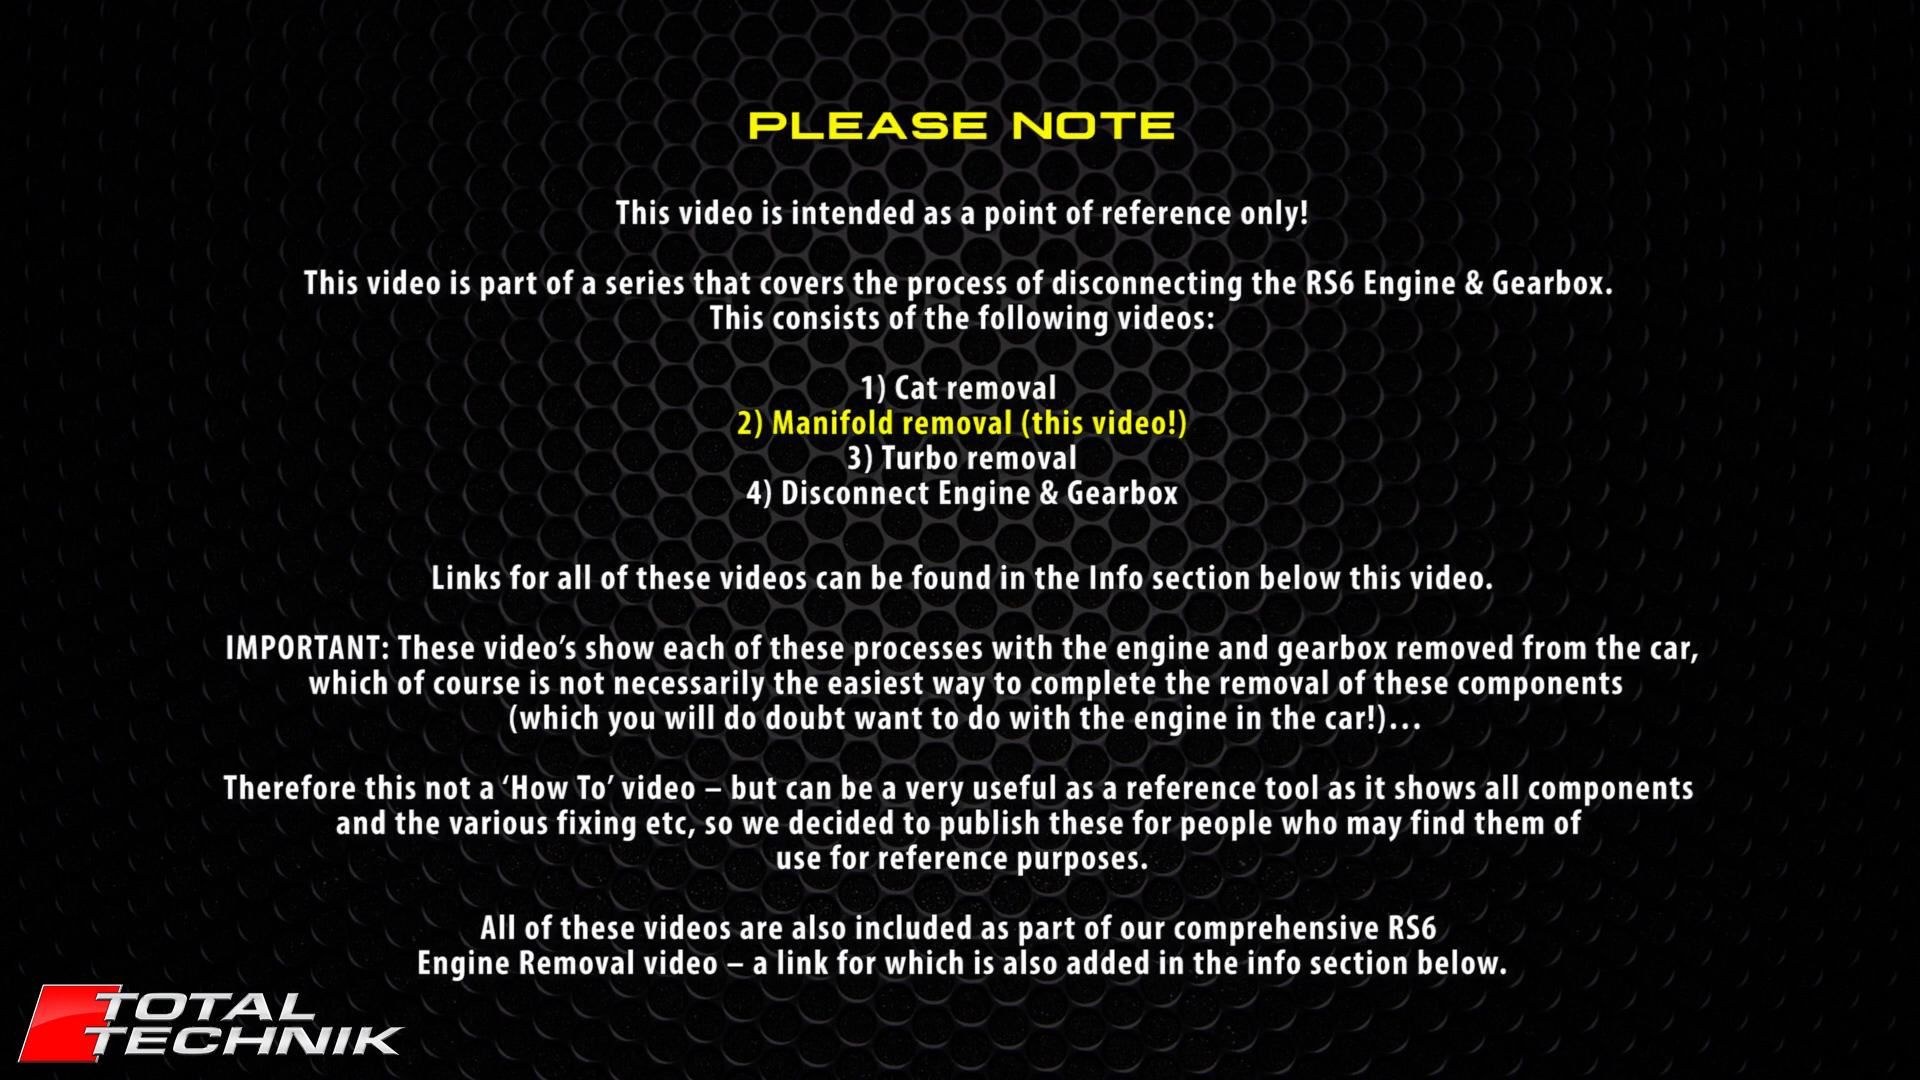 PLEASE NOTE
This video is intended as a point of reference only!
This video is part of a series that covers the process of disconnecting the RS6 Engine & Gearbox.
This consists of the following videos:
1) Cat removal
2) Manifold removal (this video!)
3) Turbo removal
4) Disconnect Engine & Gearbox
Links for all of these videos can be found in the Info section below this video.
IMPORTANT: These video’s show each of these processes with the engine and gearbox removed from the car,
which of course is not necessarily the easiest way to complete the removal of these components
(which you will do doubt want to do with the engine in the car!)…
Therefore this not a ‘How To’ video – but can be a very useful as a reference tool as it shows all components
and the various fixing etc, so we decided to publish these for people who may find them of
use for reference purposes.
All of these videos are also included as part of our comprehensive RS6
Engine Removal video – a link for which is also added in the info section below.
TOTAL
TECHNIK